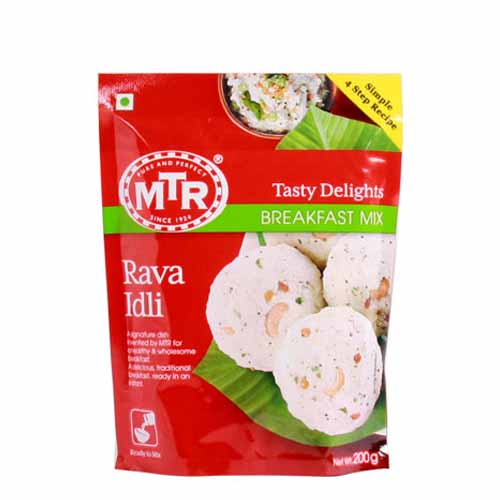 Simple
4 Step Recipe
PURE AND PERFECT
MTR
SINCE 1924
Tasty Delights
BREAKFAST MIX
Rava
Idli
A signature dish
invented by MTR for
a healthy & wholesome
breakfast.
A delicious, traditional
breakfast, ready in an
instant.
Ready to Mix
Net Wt. 200g